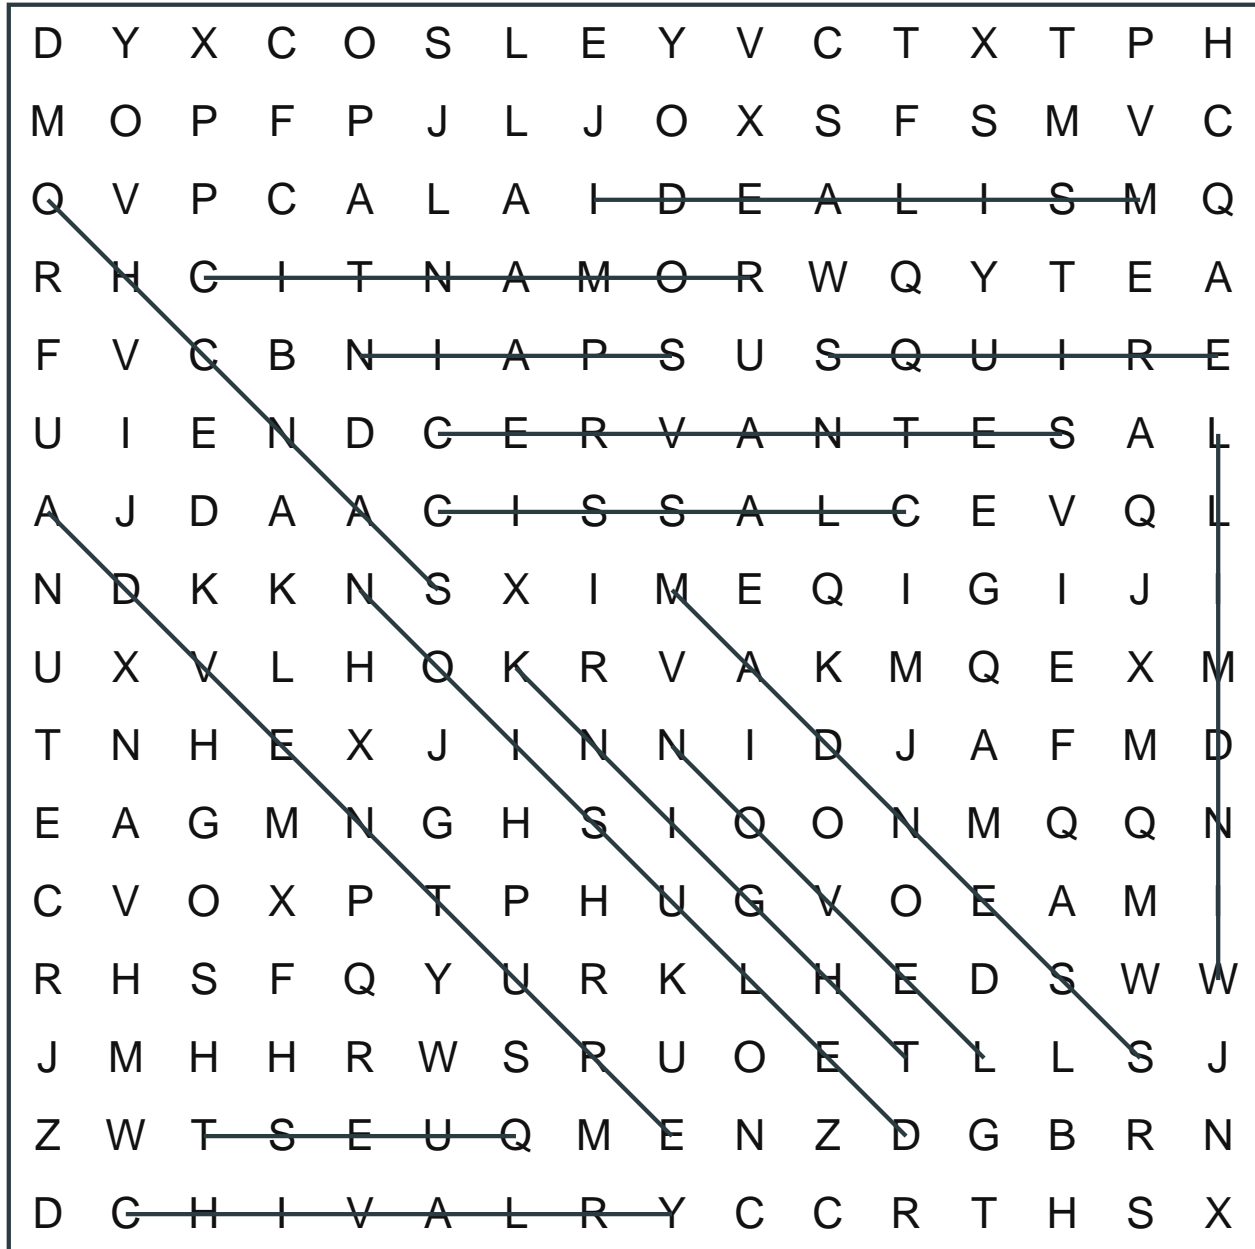 D Y X C O S L E Y V C T X T P H
M O P F P J L J O X S F S M V C
Q V P C A L A I D E A L I S M Q
R H C I T N A M O R W Q Y T E A
F V C B N I A P S U S Q U I R E
U I E N D C E R V A N T E S A L
A J D A A C I S S A L C E V Q L
N D K K N S X I M E Q I G I J I
U X V L H O K R V A K M Q E X M
T N H E X J I N N I D J A F M D
E A G M N G H S I O O N M Q Q N
C V O X P T P H U G V O E A M I
R H S F Q Y U R K L H E D S W W
J M H H R W S R U O E T L L S J
Z W T S E U Q M E N Z D G B R N
D C H I V A L R Y C C R T H S X